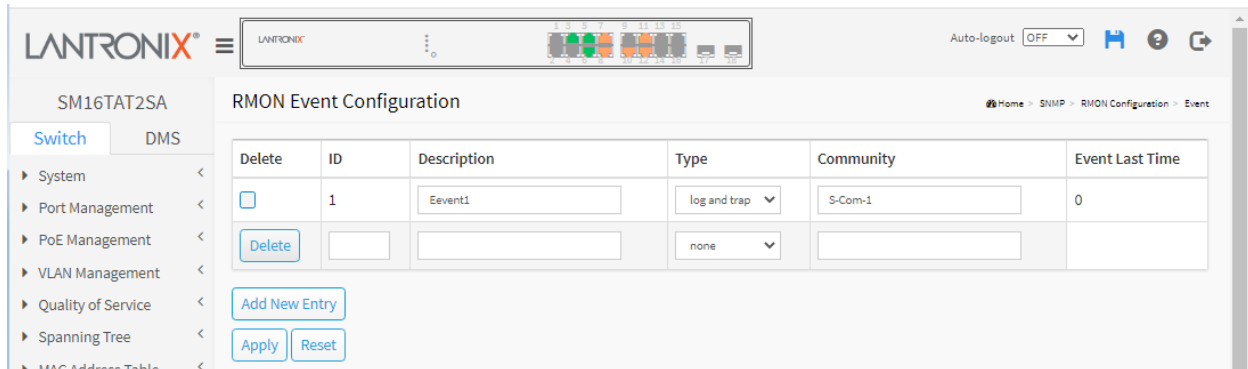 LANTRONIX®
LANTRONIX
1 3 5 7 9 11 13 15
2 4 6 8 10 12 14 16 17 18
Auto-logout OFF
SM16TAT2SA
RMON Event Configuration
Home > SNMP > RMON Configuration > Event
Switch DMS
System
Port Management
PoE Management
VLAN Management
Quality of Service
Spanning Tree
MAC Address Table
Delete ID Description Type Community Event Last Time
1 Eevent1 log and trap S-Com-1 0
Delete none
Add New Entry
Apply Reset